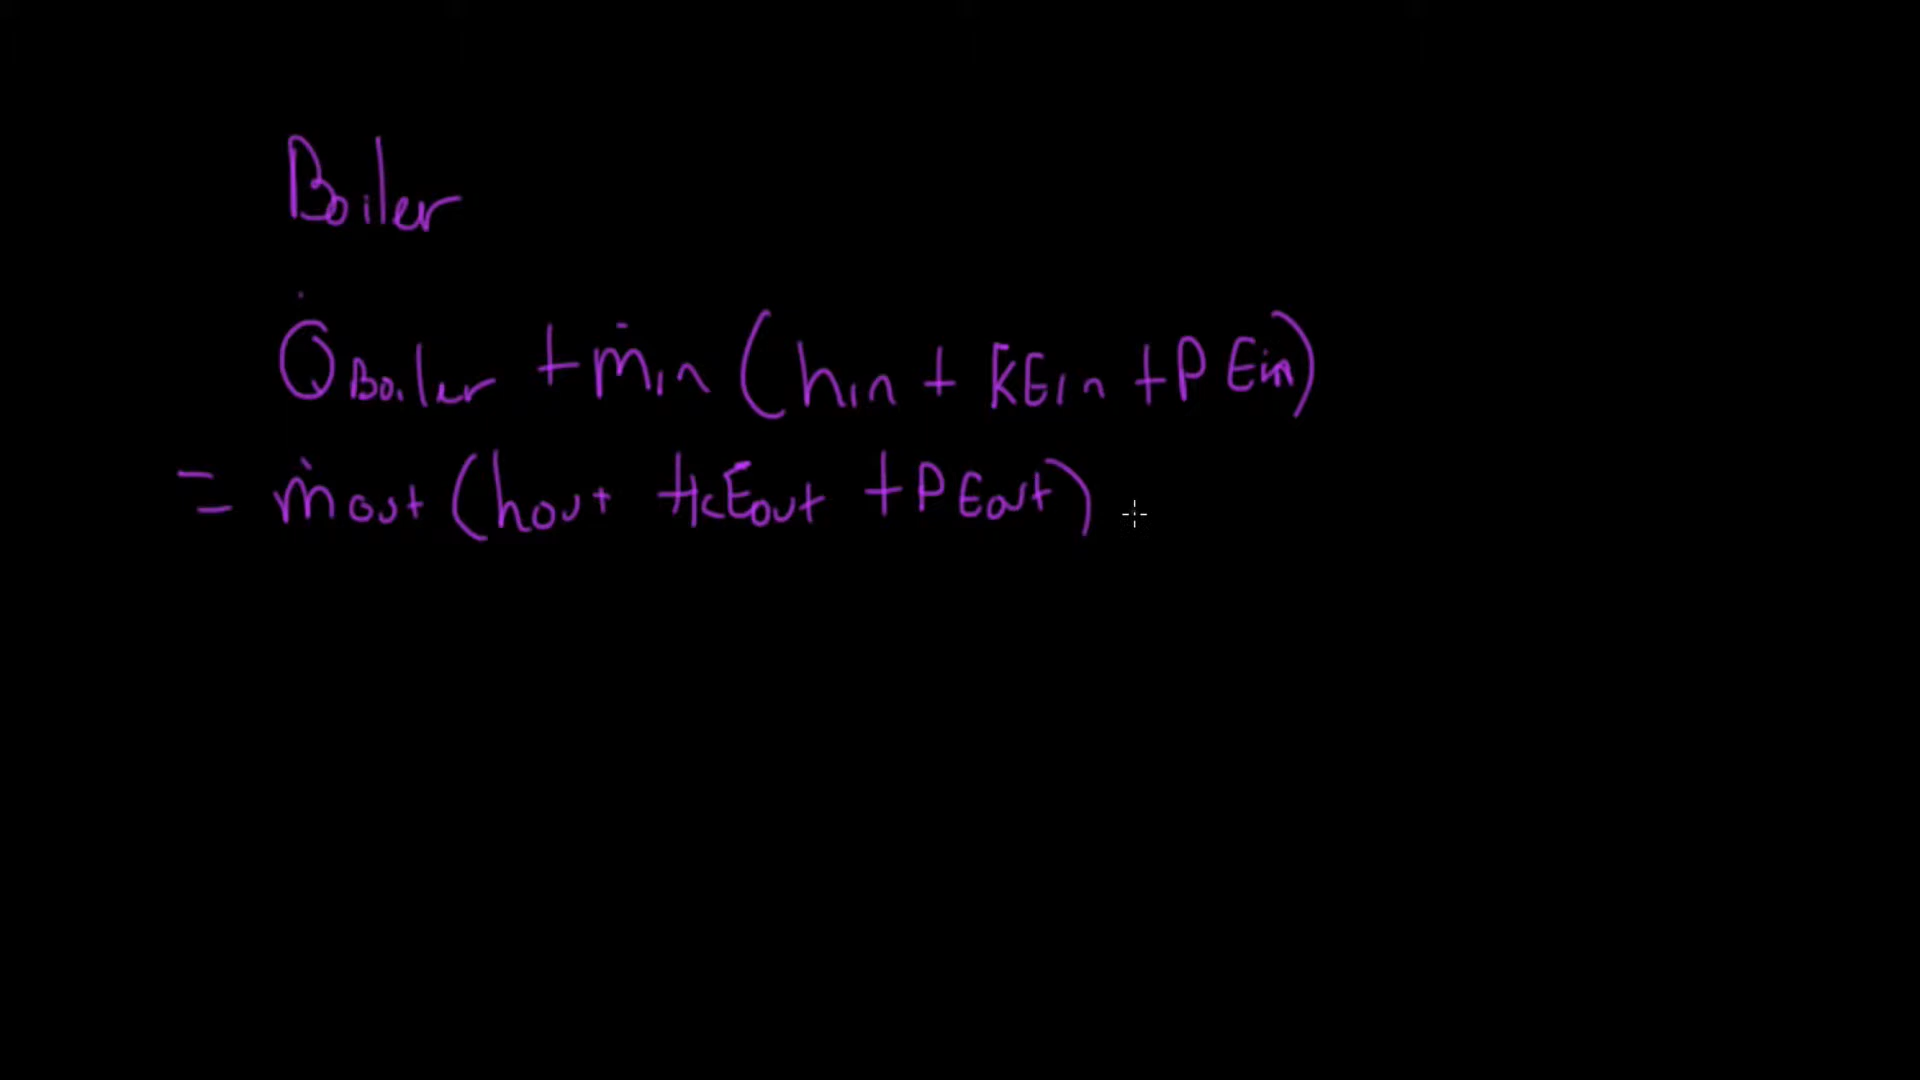 Boiler
Q̇Boiler + ṁin (hin + KEin + PEin)
= ṁout (hout + KEout + PEout)